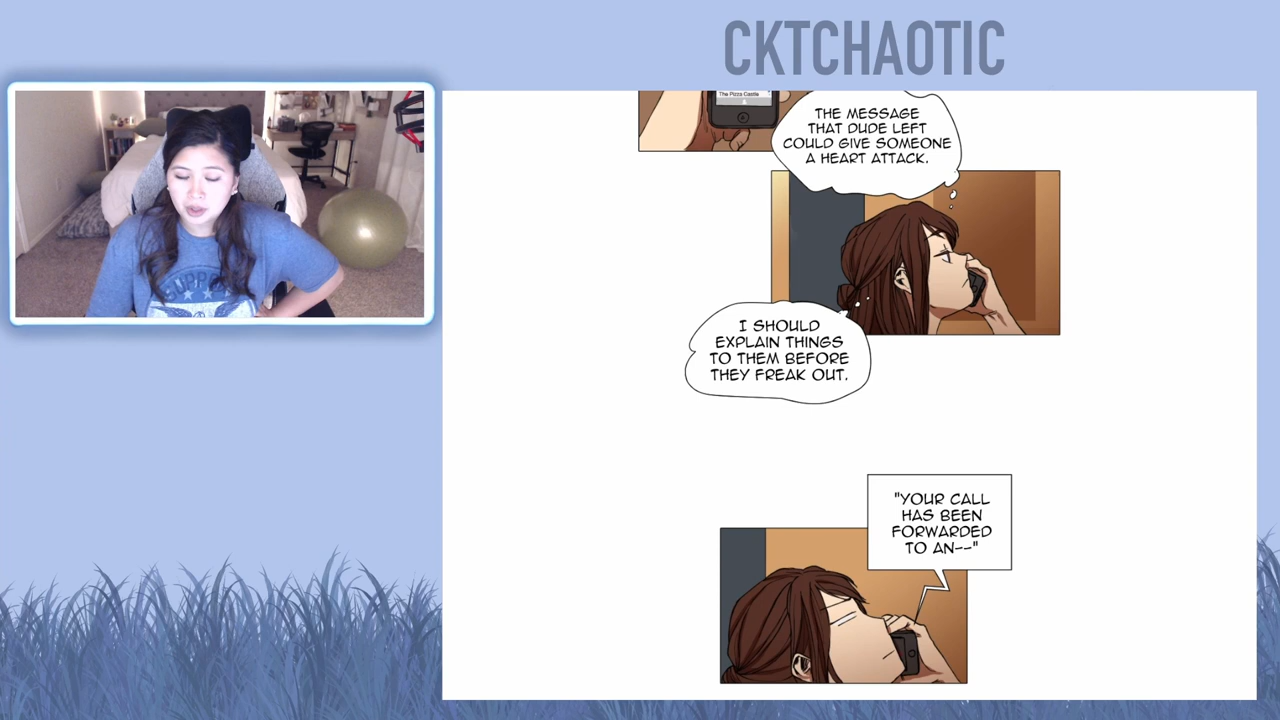 CKTCHAOTIC
The Pizza Castle
THE MESSAGE
THAT DUDE LEFT
COULD GIVE SOMEONE
A HEART ATTACK.
I SHOULD
EXPLAIN THINGS
TO THEM BEFORE
THEY FREAK OUT.
"YOUR CALL
HAS BEEN
FORWARDED
TO AN--"
SUPPORT